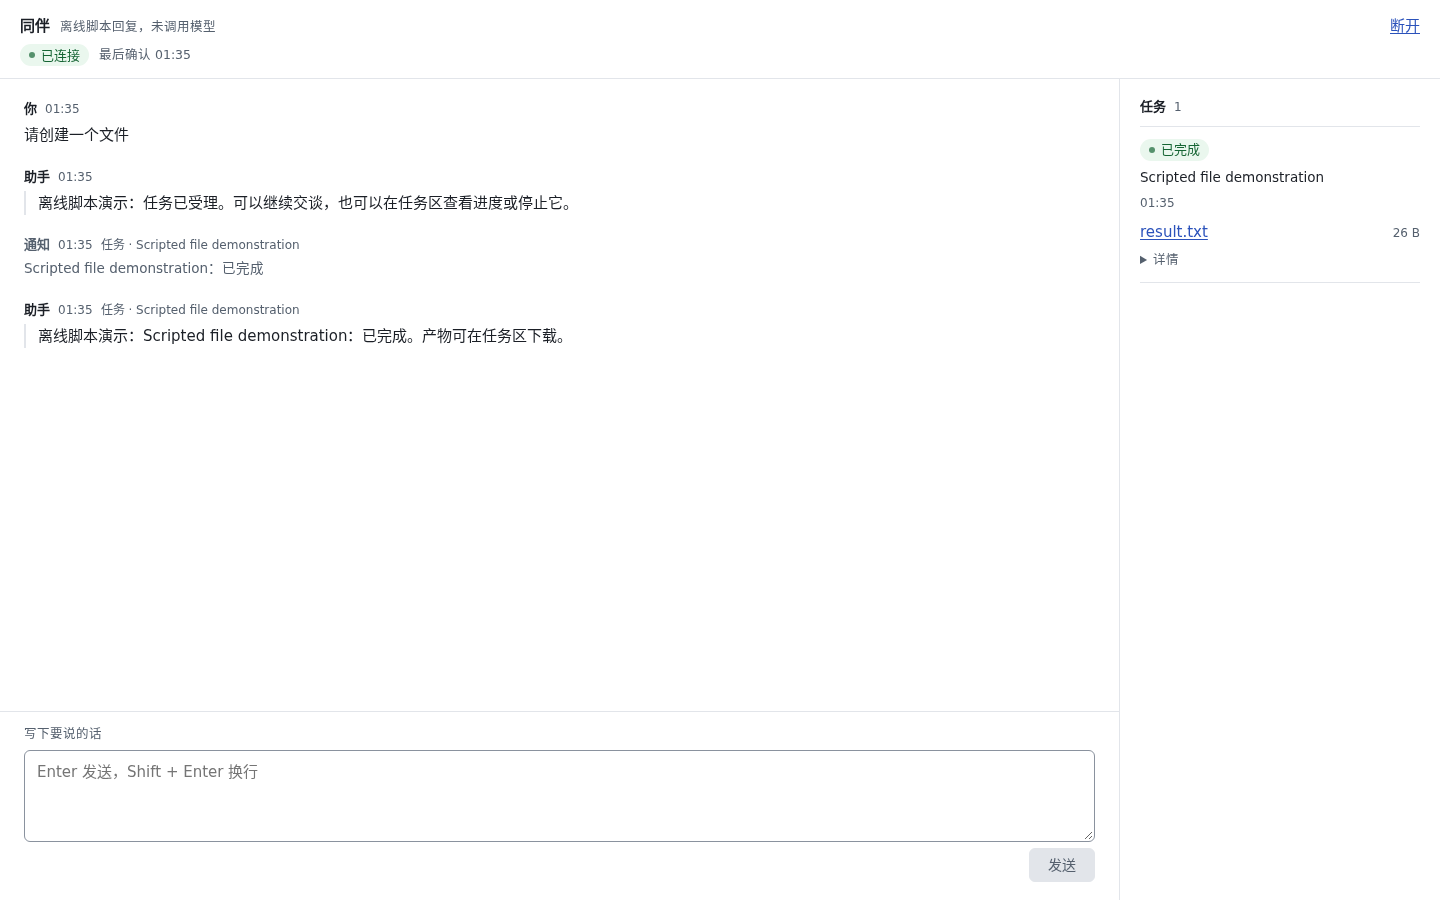 同伴 离线脚本回复，未调用模型
断开
已连接 最后确认 01:35
你 01:35
请创建一个文件
助手 01:35
离线脚本演示：任务已受理。可以继续交谈，也可以在任务区查看进度或停止它。
通知 01:35 任务 · Scripted file demonstration
Scripted file demonstration：已完成
助手 01:35 任务 · Scripted file demonstration
离线脚本演示：Scripted file demonstration：已完成。产物可在任务区下载。
写下要说的话
Enter 发送，Shift + Enter 换行
发送
任务 1
已完成
Scripted file demonstration
01:35
result.txt 26 B
详情